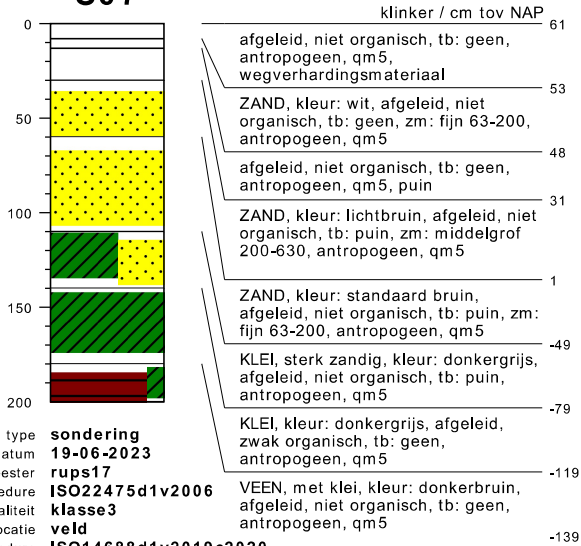 klinker / cm tov NAP
0
61
afgeleid, niet organisch, tb: geen,
antropogeen, qm5,
wegverhardingsmateriaal
53
ZAND, kleur: wit, afgeleid, niet
organisch, tb: geen, zm: fijn 63-200,
antropogeen, qm5
48
50
afgeleid, niet organisch, tb: geen,
antropogeen, qm5, puin
31
100
ZAND, kleur: lichtbruin, afgeleid, niet
organisch, tb: puin, zm: middelgrof
200-630, antropogeen, qm5
1
150
ZAND, kleur: standaard bruin,
afgeleid, niet organisch, tb: puin, zm:
fijn 63-200, antropogeen, qm5
-49
KLEI, sterk zandig, kleur: donkergrijs,
afgeleid, niet organisch, tb: puin,
antropogeen, qm5
-79
200
KLEI, kleur: donkergrijs, afgeleid,
zwak organisch, tb: geen,
antropogeen, qm5
-119
VEEN, met klei, kleur: donkerbruin,
afgeleid, niet organisch, tb: geen,
antropogeen, qm5
-139
type sondering
atum 19-06-2023
ester rups17
edure ISO22475d1v2006
aliteit klasse3
ocatie veld